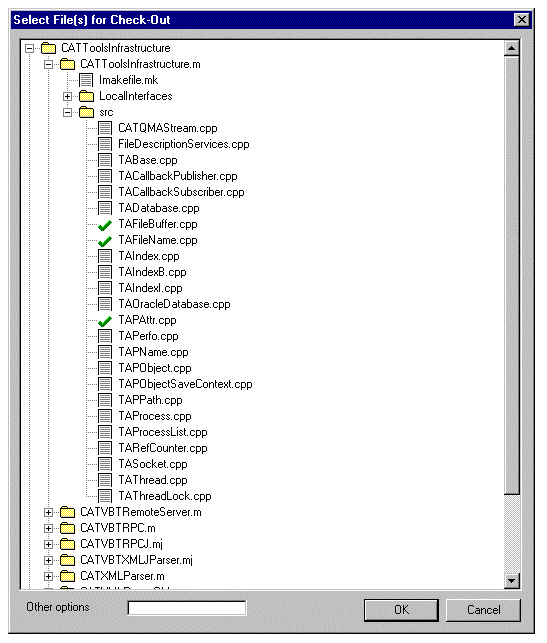 Select File(s) for Check-Out
CATToolsInfrastructure
CATToolsInfrastructure.m
Imakefile.mk
LocalInterfaces
src
CATQMAStream.cpp
FileDescriptionServices.cpp
TABase.cpp
TACallbackPublisher.cpp
TACallbackSubscriber.cpp
TADatabase.cpp
TAFileBuffer.cpp
TAFileName.cpp
TAIndex.cpp
TAIndexB.cpp
TAIndexI.cpp
TAOracleDatabase.cpp
TAPAttr.cpp
TAPerfo.cpp
TAPName.cpp
TAPObject.cpp
TAPObjectSaveContext.cpp
TAPPath.cpp
TAProcess.cpp
TAProcessList.cpp
TARefCounter.cpp
TASocket.cpp
TAThread.cpp
TAThreadLock.cpp
CATVBTRemoteServer.m
CATVBTRPC.m
CATVBTRPCJ.mj
CATVBTXMLJParser.mj
CATXMLParser.m
Other options
OK Cancel